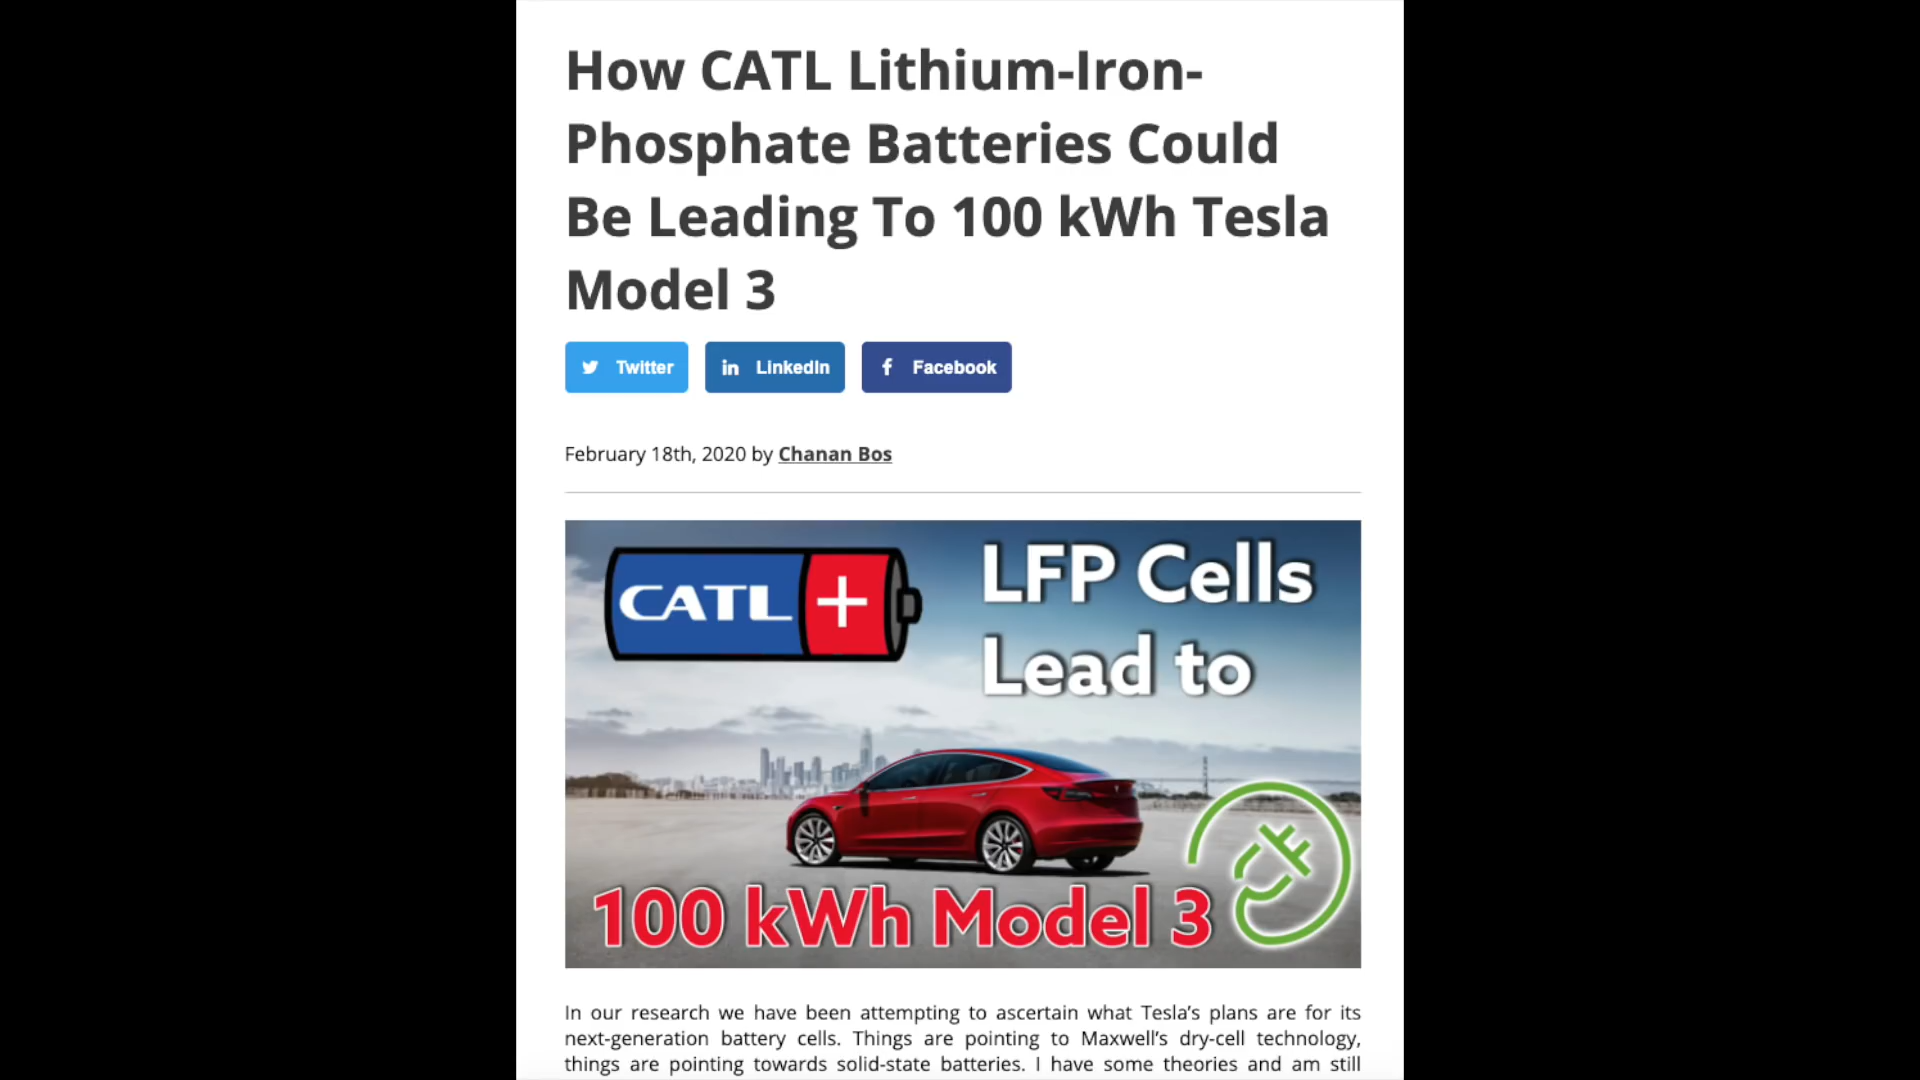 How CATL Lithium-Iron-
Phosphate Batteries Could
Be Leading To 100 kWh Tesla
Model 3
Twitter
LinkedIn
Facebook
February 18th, 2020 by Chanan Bos
CATL +
LFP Cells
Lead to
100 kWh Model 3
In our research we have been attempting to ascertain what Tesla’s plans are for its
next-generation battery cells. Things are pointing to Maxwell’s dry-cell technology,
things are pointing towards solid-state batteries. I have some theories and am still